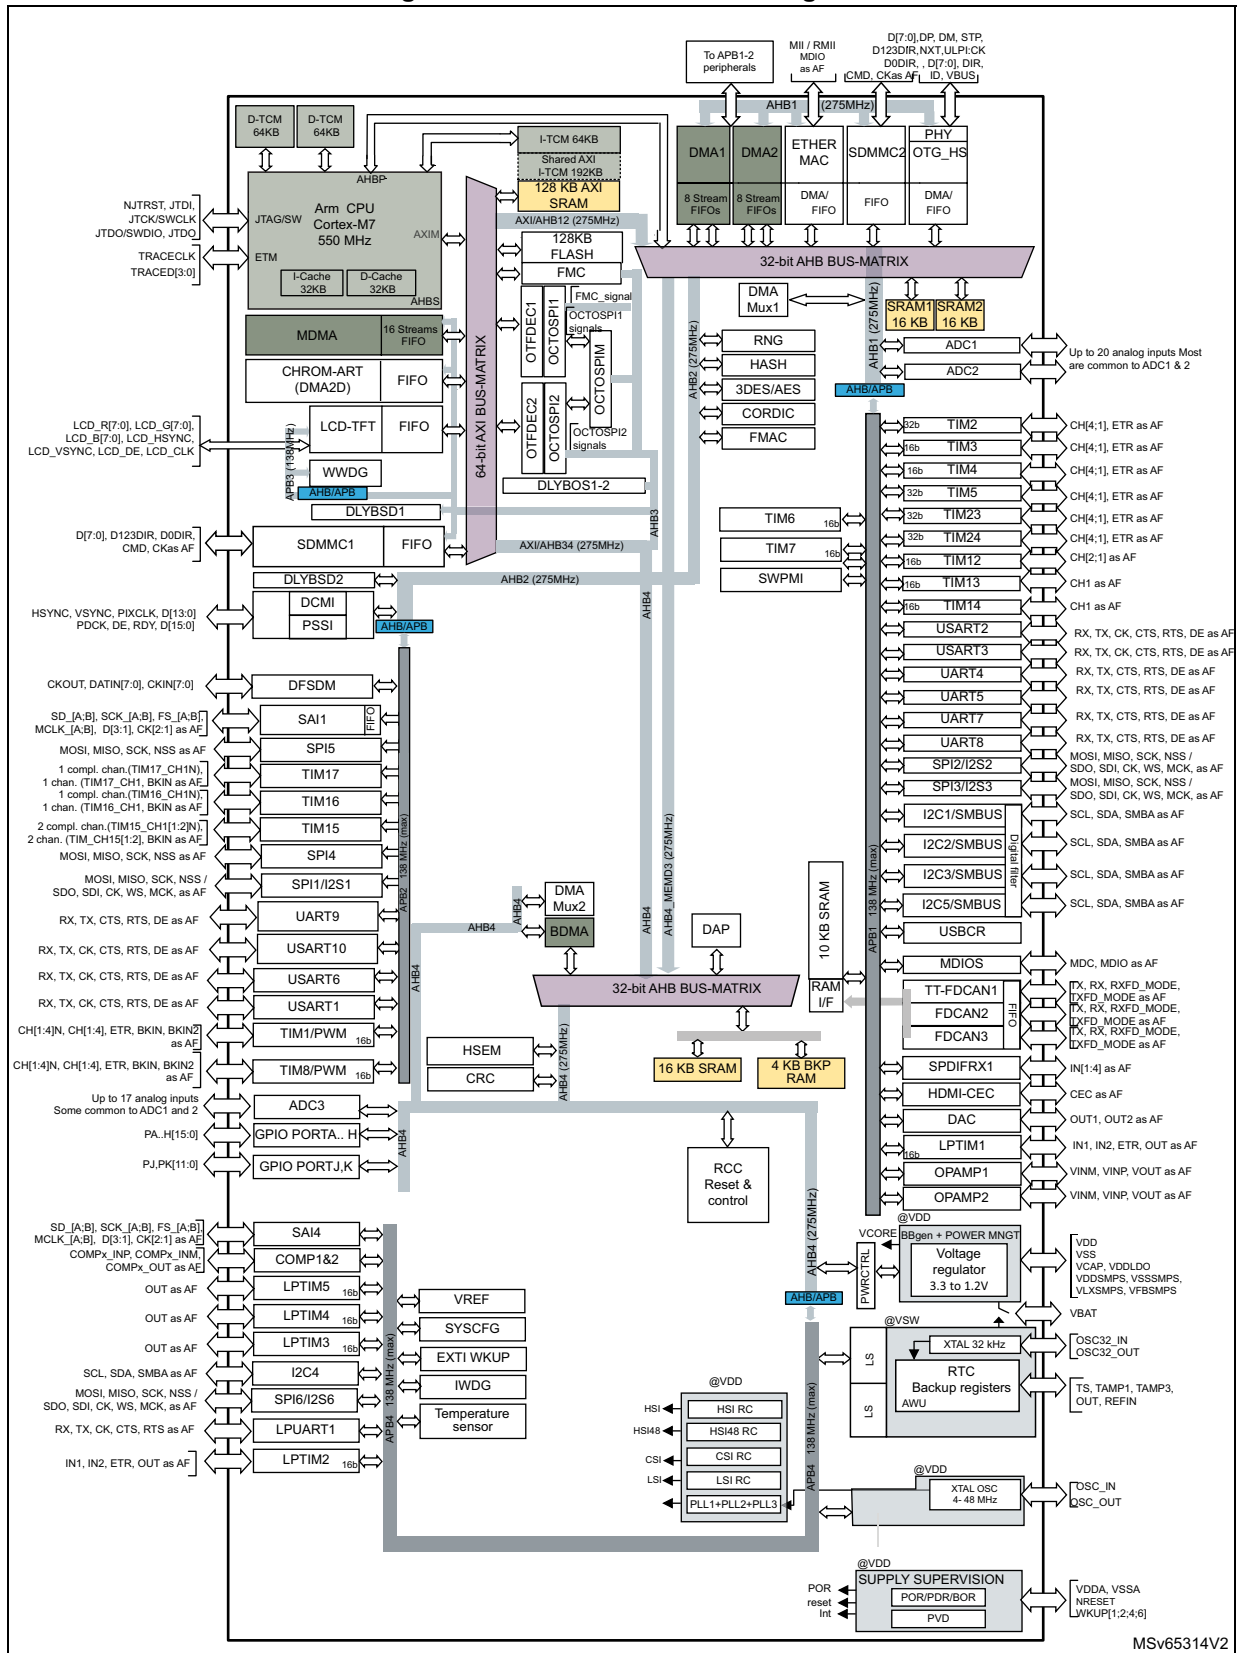 D[7:0],DP, DM, STP,
D123DIR,NXT,ULPI:CK
D0DIR, , D[7:0], DIR,
CMD, CKas AF
ID, VBUS
MII / RMII
MDIO
as AF
To APB1-2
peripherals
AHB1 (275MHz)
D-TCM
64KB
D-TCM
64KB
I-TCM 64KB
Shared AXI
I-TCM 192KB
128 KB AXI
SRAM
DMA1
8 Stream
FIFOs
DMA2
8 Stream
FIFOs
ETHER
MAC
DMA/
FIFO
SDMMC2
FIFO
PHY
OTG_HS
DMA/
FIFO
AHBP
NJTRST, JTDI,
JTCK/SWCLK
JTDO/SWDIO, JTDO
TRACECLK
TRACED[3:0]
JTAG/SW
ETM
Arm CPU
Cortex-M7
550 MHz
AXIM
I-Cache
32KB
D-Cache
32KB
AHBS
AXI/AHB12 (275MHz)
64-bit AXI BUS-MATRIX
128KB
FLASH
FMC
FMC_signal
OCTOSPI1
signals
OTFDEC1
OCTOSPI1
OCTOSPIM
OTFDEC2
OCTOSPI2
OCTOSPI2
signals
DLYBOS1-2
32-bit AHB BUS-MATRIX
DMA
Mux1
AHB1 (275MHz)
SRAM1
16 KB
SRAM2
16 KB
ADC1
ADC2
Up to 20 analog inputs Most
are common to ADC1 & 2
AHB/APB
MDMA
16 Streams
FIFO
CHROM-ART
(DMA2D)
FIFO
LCD_R[7:0], LCD_G[7:0],
LCD_B[7:0], LCD_HSYNC,
LCD_VSYNC, LCD_DE, LCD_CLK
LCD-TFT
FIFO
APB3 (138MHz)
WWDG
AHB/APB
DLYBSD1
D[7:0], D123DIR, D0DIR,
CMD, CKas AF
SDMMC1
FIFO
AXI/AHB34 (275MHz)
AHB3
AHB2 (275MHz)
RNG
HASH
3DES/AES
CORDIC
FMAC
AHB2 (275MHz)
DLYBSD2
HSYNC, VSYNC, PIXCLK, D[13:0]
PDCK, DE, RDY, D[15:0]
DCMI
PSSI
AHB/APB
AHB4
TIM6
16b
TIM7
16b
SWPMI
32b
TIM2
CH[4;1], ETR as AF
16b
TIM3
CH[4;1], ETR as AF
16b
TIM4
CH[4;1], ETR as AF
32b
TIM5
CH[4;1], ETR as AF
32b
TIM23
CH[4;1], ETR as AF
32b
TIM24
CH[4;1], ETR as AF
16b
TIM12
CH[2;1] as AF
16b
TIM13
CH1 as AF
16b
TIM14
CH1 as AF
USART2
RX, TX, CK, CTS, RTS, DE as AF
USART3
RX, TX, CK, CTS, RTS, DE as AF
UART4
RX, TX, CTS, RTS, DE as AF
UART5
RX, TX, CTS, RTS, DE as AF
UART7
RX, TX, CTS, RTS, DE as AF
UART8
RX, TX, CTS, RTS, DE as AF
SPI2/I2S2
MOSI, MISO, SCK, NSS /
SDO, SDI, CK, WS, MCK, as AF
SPI3/I2S3
MOSI, MISO, SCK, NSS /
SDO, SDI, CK, WS, MCK, as AF
I2C1/SMBUS
SCL, SDA, SMBA as AF
I2C2/SMBUS
SCL, SDA, SMBA as AF
I2C3/SMBUS
SCL, SDA, SMBA as AF
I2C5/SMBUS
SCL, SDA, SMBA as AF
Digital filter
USBCR
MDIOS
MDC, MDIO as AF
TT-FDCAN1
TX, RX, RXFD_MODE,
TXFD_MODE as AF
FDCAN2
TX, RX, RXFD_MODE,
TXFD_MODE as AF
FDCAN3
TX, RX, RXFD_MODE,
TXFD_MODE as AF
FIFO
SPDIFRX1
IN[1:4] as AF
HDMI-CEC
CEC as AF
DAC
OUT1, OUT2 as AF
LPTIM1
16b
IN1, IN2, ETR, OUT as AF
OPAMP1
VINM, VINP, VOUT as AF
OPAMP2
VINM, VINP, VOUT as AF
APB1 138 MHz (max)
10 KB SRAM
RAM
I/F
CKOUT, DATIN[7:0], CKIN[7:0]
DFSDM
SD_[A;B], SCK_[A;B], FS_[A;B],
MCLK_[A;B], D[3:1], CK[2:1] as AF
SAI1
FIFO
MOSI, MISO, SCK, NSS as AF
SPI5
1 compl. chan.(TIM17_CH1N),
1 chan. (TIM17_CH1, BKIN as AF
TIM17
1 compl. chan.(TIM16_CH1N),
1 chan. (TIM16_CH1, BKIN as AF
TIM16
2 compl. chan.(TIM15_CH1[1:2]N),
2 chan. (TIM_CH15[1:2], BKIN as AF
TIM15
MOSI, MISO, SCK, NSS as AF
SPI4
MOSI, MISO, SCK, NSS /
SDO, SDI, CK, WS, MCK, as AF
SPI1/I2S1
RX, TX, CTS, RTS, DE as AF
UART9
RX, TX, CK, CTS, RTS, DE as AF
USART10
RX, TX, CK, CTS, RTS, DE as AF
USART6
RX, TX, CK, CTS, RTS, DE as AF
USART1
CH[1:4]N, CH[1:4], ETR, BKIN, BKIN2
as AF
TIM1/PWM
16b
CH[1:4]N, CH[1:4], ETR, BKIN, BKIN2
as AF
TIM8/PWM
16b
APB2 138 MHz (max)
AHB4
AHB4
AHB4
DMA
Mux2
BDMA
AHB4
AHB4_MEMD3 (275MHz)
DAP
32-bit AHB BUS-MATRIX
HSEM
CRC
AHB4 (275MHz)
16 KB SRAM
4 KB BKP
RAM
Up to 17 analog inputs
Some common to ADC1 and 2
ADC3
PA..H[15:0]
GPIO PORTA.. H
PJ,PK[11:0]
GPIO PORTJ,K
AHB4
RCC
Reset &
control
AHB4 (275MHz)
AHB/APB
SD_[A;B], SCK_[A;B], FS_[A;B],
MCLK_[A;B], D[3:1], CK[2:1] as AF
SAI4
COMPx_INP, COMPx_INM,
COMPx_OUT as AF
COMP1&2
OUT as AF
LPTIM5
16b
OUT as AF
LPTIM4
16b
OUT as AF
LPTIM3
16b
SCL, SDA, SMBA as AF
I2C4
MOSI, MISO, SCK, NSS /
SDO, SDI, CK, WS, MCK, as AF
SPI6/I2S6
RX, TX, CK, CTS, RTS as AF
LPUART1
IN1, IN2, ETR, OUT as AF
LPTIM2
16b
APB4 138 MHz (max)
VREF
SYSCFG
EXTI WKUP
IWDG
Temperature
sensor
@VDD
HSI
HSI RC
HSI48
HSI48 RC
CSI
CSI RC
LSI
LSI RC
PLL1+PLL2+PLL3
APB4 138 MHz (max)
@VDD
VCORE
BBgen + POWER MNGT
PWRCTRL
Voltage
regulator
3.3 to 1.2V
VDD
VSS
VCAP, VDDLDO
VDDSMPS, VSSSMPS,
VLXSMPS, VFBSMPS
VBAT
@VSW
LS
LS
XTAL 32 kHz
RTC
Backup registers
AWU
OSC32_IN
OSC32_OUT
TS, TAMP1, TAMP3,
OUT, REFIN
@VDD
XTAL OSC
4- 48 MHz
OSC_IN
OSC_OUT
@VDD
SUPPLY SUPERVISION
POR
reset
Int
POR/PDR/BOR
PVD
VDDA, VSSA
NRESET
WKUP[1;2;4;6]
MSv65314V2